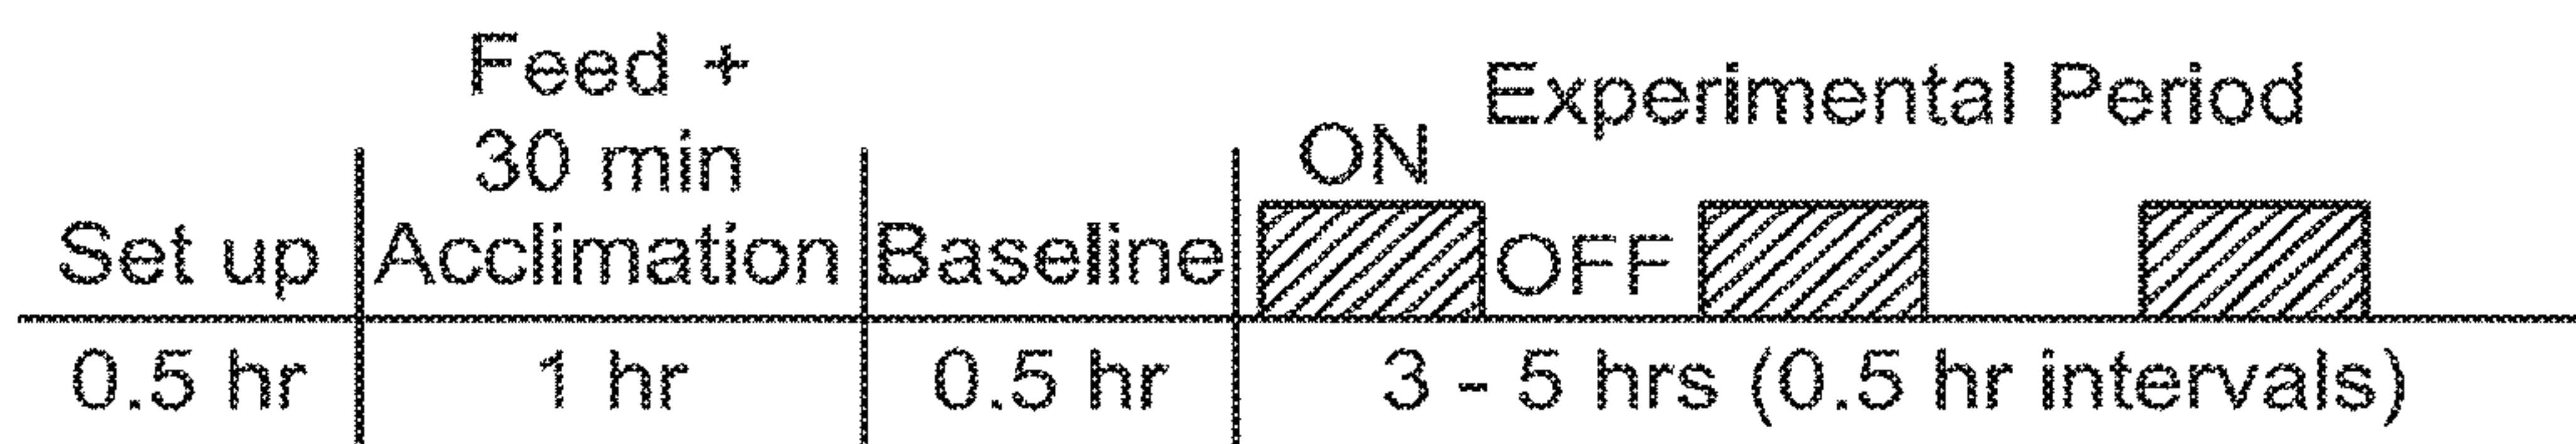 Feed +
30 min
Set up Acclimation Baseline
Experimental Period
ON
OFF
0.5 hr 1 hr 0.5 hr 3 - 5 hrs (0.5 hr intervals)